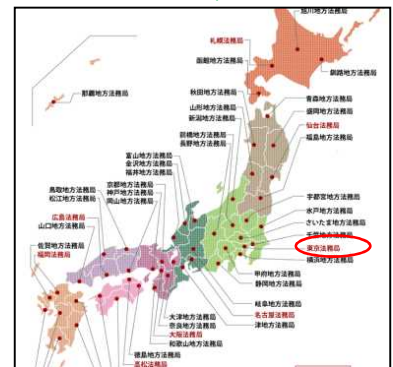 旭川地方法務局
札幌法務局
函館地方法務局
釧路地方法務局
那覇地方法務局
秋田地方法務局
山形地方法務局
新潟地方法務局
青森地方法務局
盛岡地方法務局
仙台法務局
福島地方法務局
前橋地方法務局
長野地方法務局
富山地方法務局
金沢地方法務局
福井地方法務局
京都地方法務局
神戸地方法務局
岡山地方法務局
鳥取地方法務局
松江地方法務局
広島法務局
山口地方法務局
佐賀地方法務局
福岡法務局
宇都宮地方法務局
水戸地方法務局
さいたま地方法務局
千葉地方法務局
東京法務局
横浜地方法務局
甲府地方法務局
静岡地方法務局
岐阜地方法務局
名古屋法務局
津地方法務局
大津地方法務局
奈良地方法務局
大阪法務局
和歌山地方法務局
徳島地方法務局
高松法務局